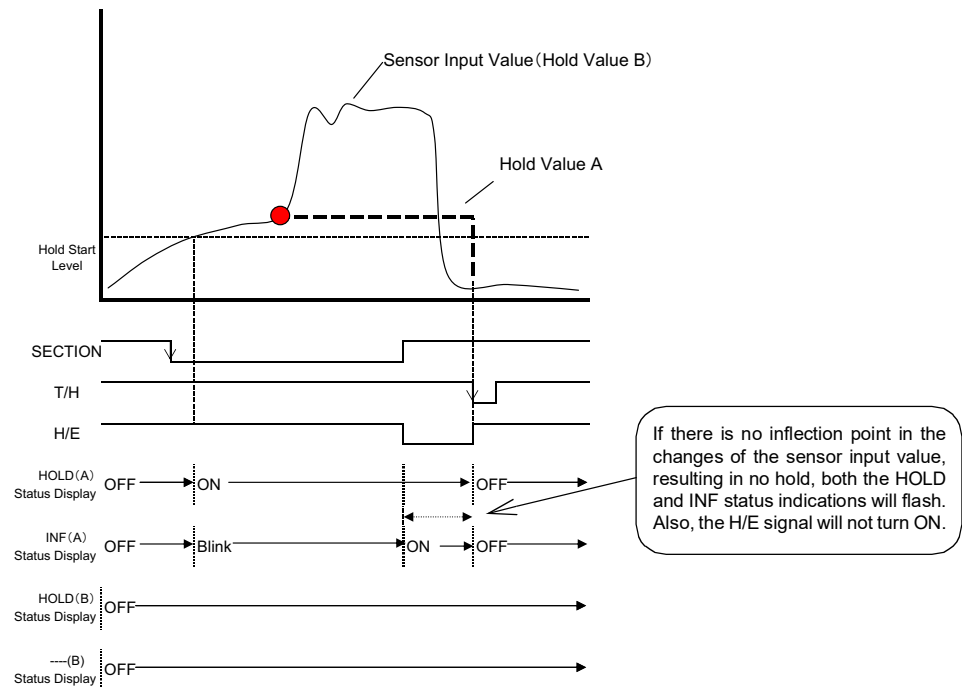 Sensor Input Value(Hold Value B)
Hold Value A
Hold Start
Level
SECTION
T/H
H/E
HOLD(A)
Status Display
OFF
ON
OFF
INF(A)
Status Display
OFF
Blink
ON
OFF
HOLD(B)
Status Display
OFF
----(B)
Status Display
OFF
If there is no inflection point in the
changes of the sensor input value,
resulting in no hold, both the HOLD
and INF status indications will flash.
Also, the H/E signal will not turn ON.